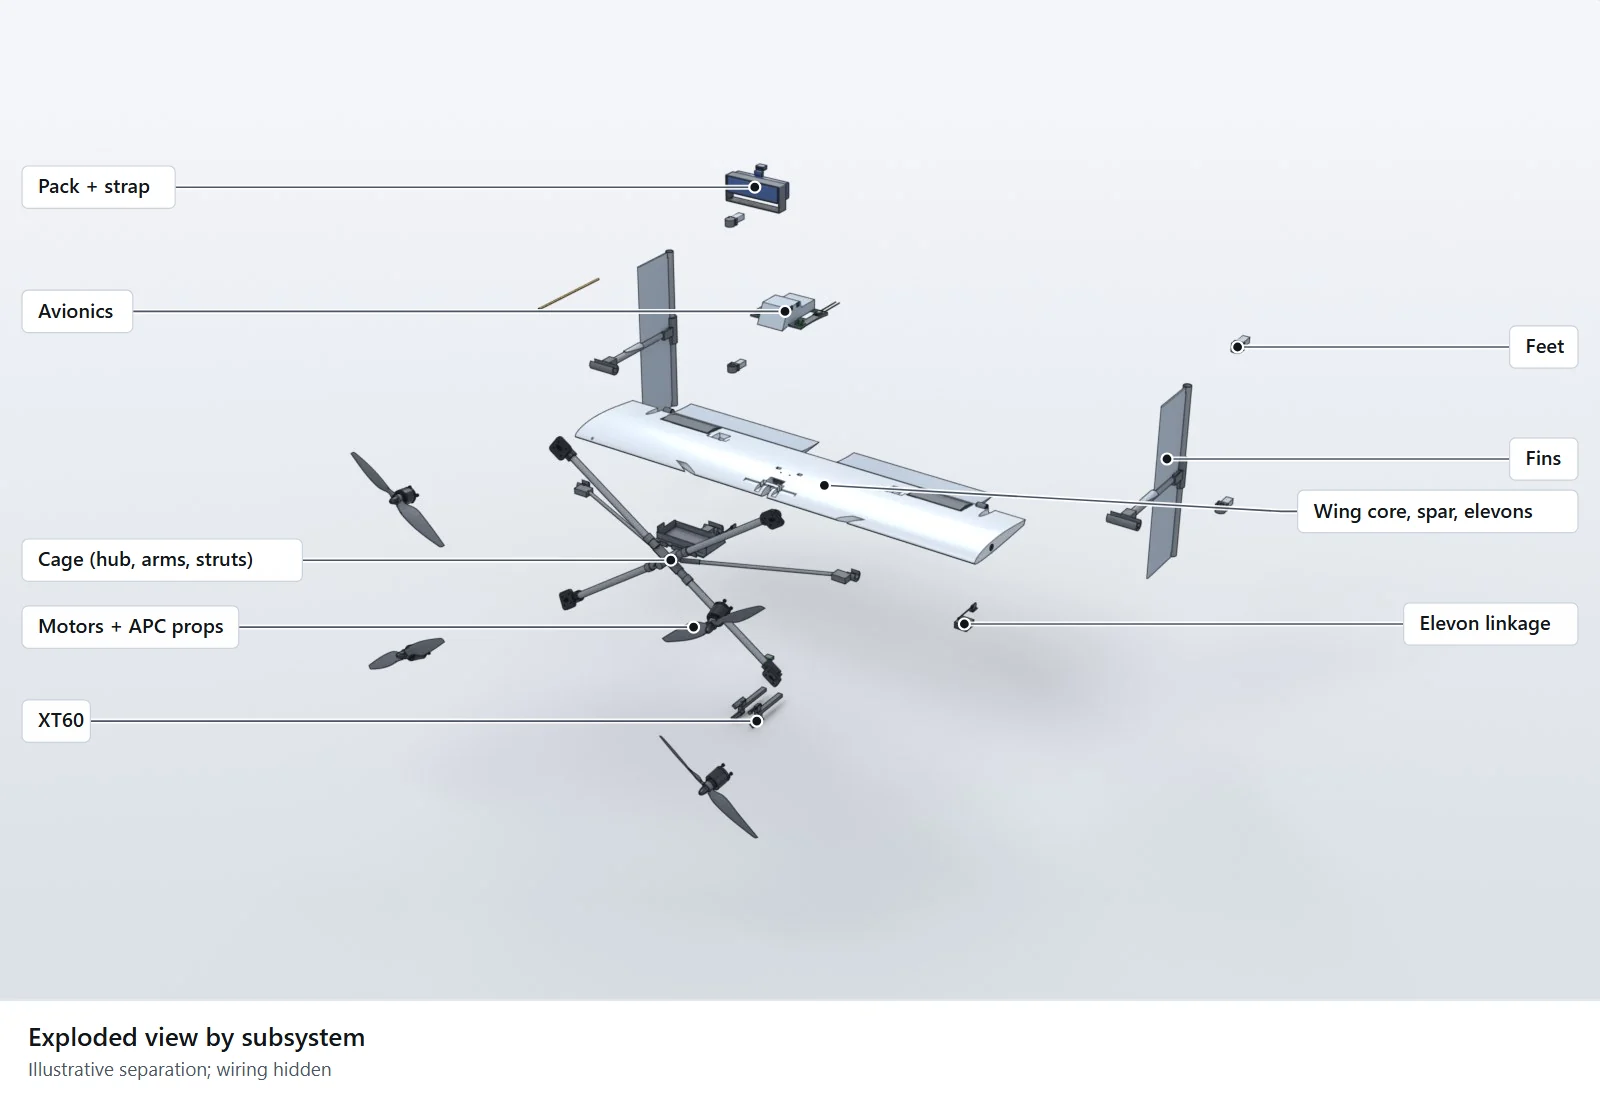 Pack + strap
Avionics
Feet
Fins
Wing core, spar, elevons
Cage (hub, arms, struts)
Motors + APC props
Elevon linkage
XT60
Exploded view by subsystem
Illustrative separation; wiring hidden